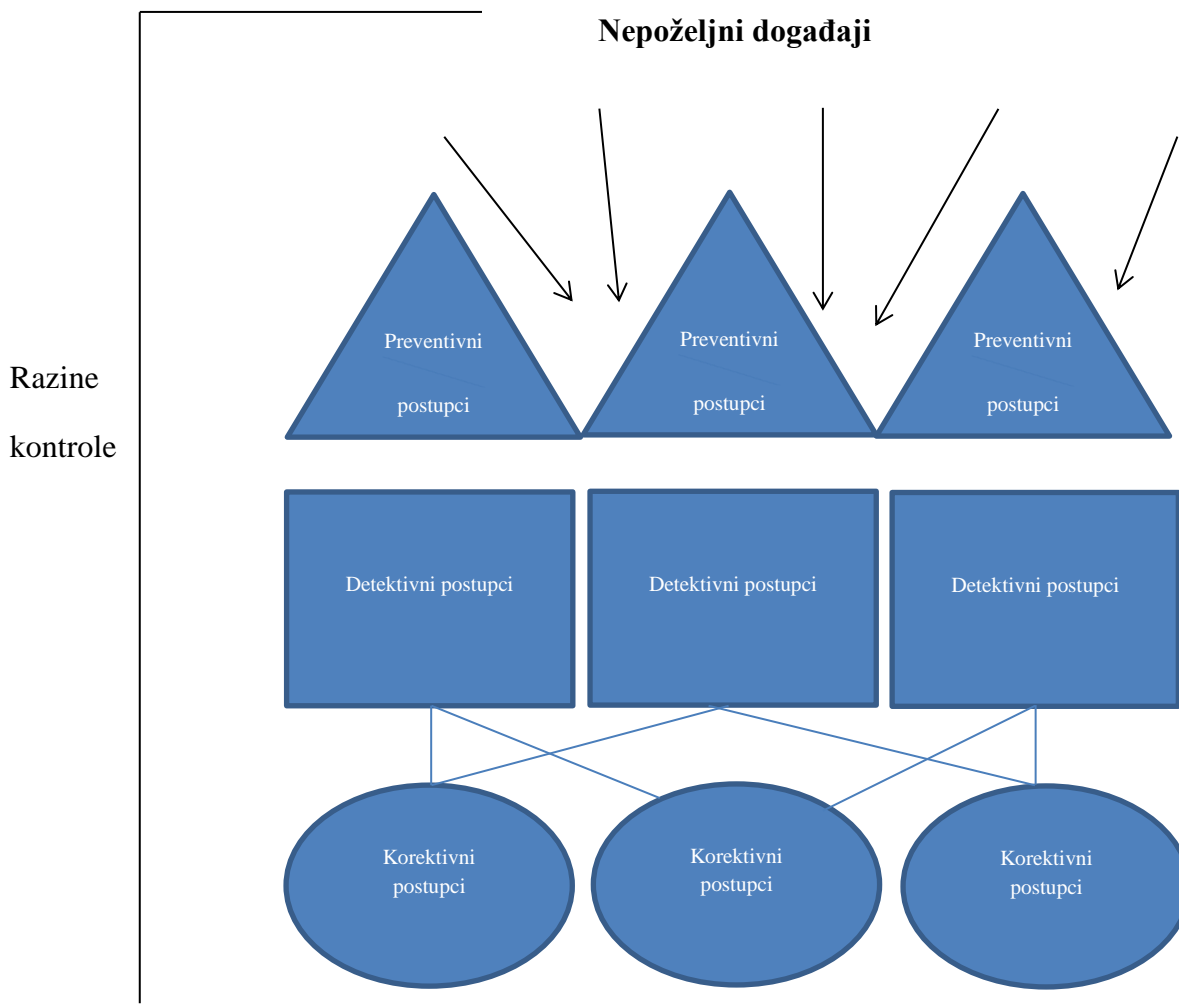 Nepoželjni događaji
Razine
kontrole
Preventivni
postupci
Preventivni
postupci
Preventivni
postupci
Detektivni postupci
Detektivni postupci
Detektivni postupci
Korektivni
postupci
Korektivni
postupci
Korektivni
postupci